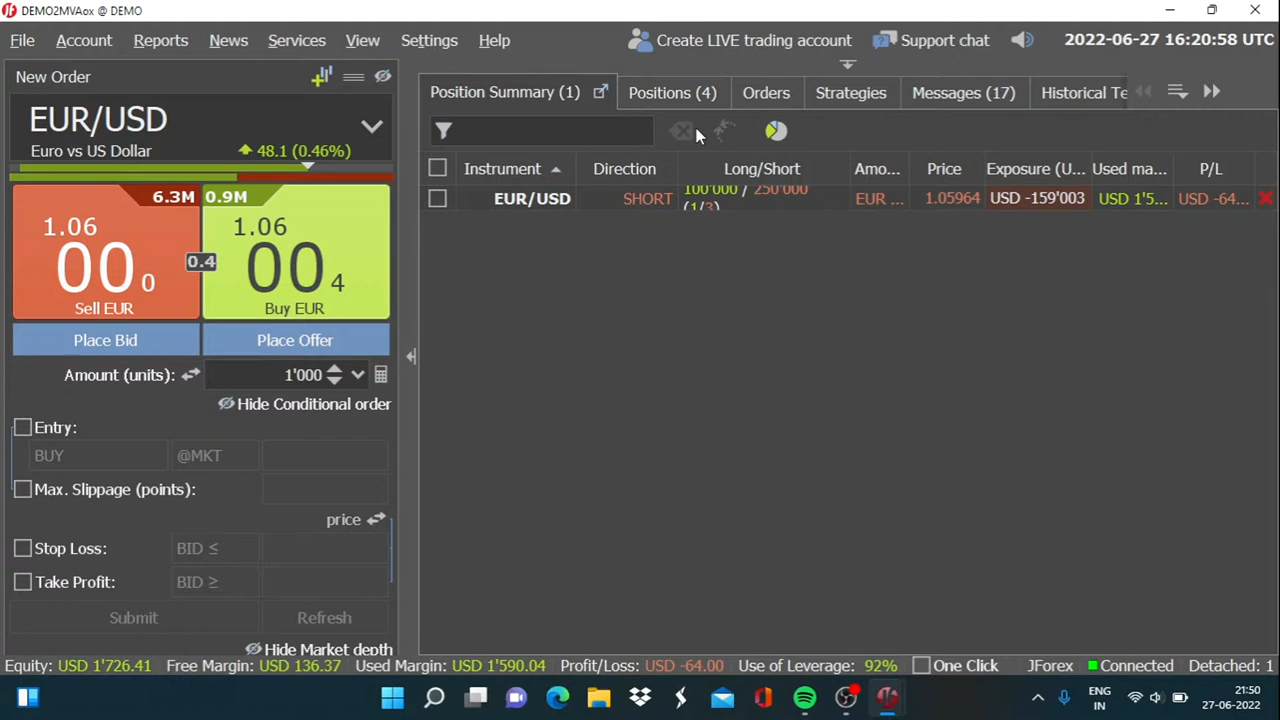 DEMO2MVAox @ DEMO
File Account Reports News Services View Settings Help
Create LIVE trading account Support chat 2022-06-27 16:20:58 UTC
New Order
EUR/USD
Euro vs US Dollar 48.1 (0.46%)
6.3M 0.9M
1.06 1.06
00 0 0.4 00 4
Sell EUR Buy EUR
Place Bid Place Offer
Amount (units): 1'000
Hide Conditional order
Entry:
BUY @MKT
Max. Slippage (points):
price
Stop Loss: BID ≤
Take Profit: BID ≥
Submit Refresh
Hide Market depth
Position Summary (1) Positions (4) Orders Strategies Messages (17) Historical Te
Instrument Direction Long/Short Amo... Price Exposure (U... Used ma... P/L
EUR/USD SHORT 100'000 / 250'000 (1/3) EUR ... 1.05964 USD -159'003 USD 1'5... USD -64...
Equity: USD 1'726.41 Free Margin: USD 136.37 Used Margin: USD 1'590.04 Profit/Loss: USD -64.00 Use of Leverage: 92% One Click JForex Connected Detached: 1
ENG
IN
21:50
27-06-2022